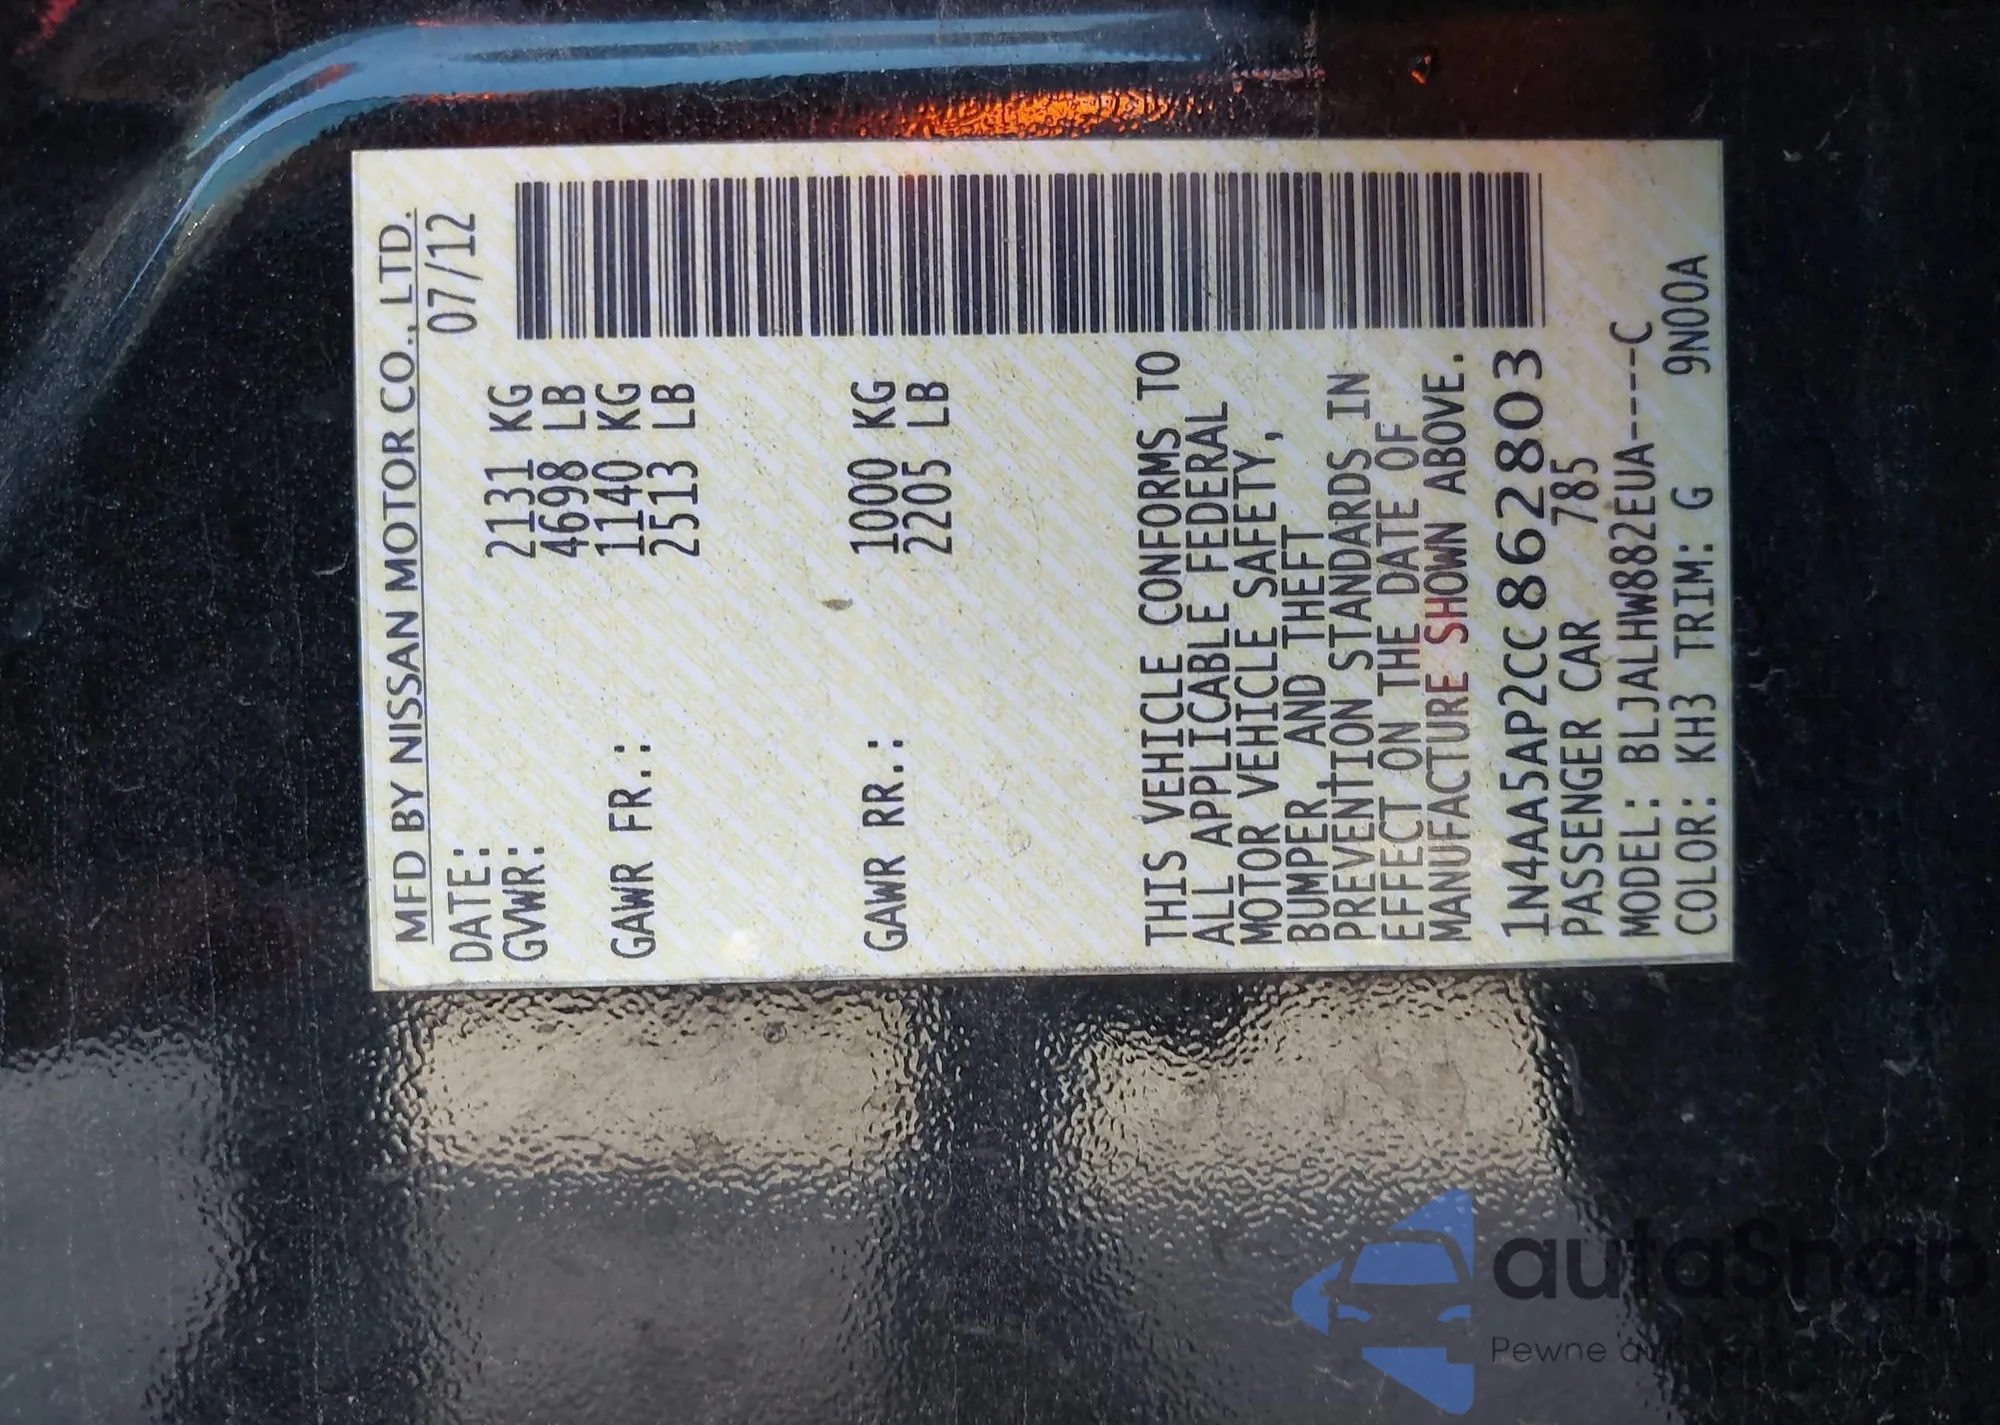 MFD BY NISSAN MOTOR CO., LTD.
DATE: 07/12
GVWR: 2131 KG
4698 LB
GAWR FR.: 1140 KG
2513 LB
GAWR RR.: 1000 KG
2205 LB
THIS VEHICLE CONFORMS TO
ALL APPLICABLE FEDERAL
MOTOR VEHICLE SAFETY,
BUMPER AND THEFT
PREVENTION STANDARDS IN
EFFECT ON THE DATE OF
MANUFACTURE SHOWN ABOVE.
1N4AA5AP2CC862803
PASSENGER CAR 785
MODEL: BLJALHW882EUA----C
COLOR: KH3 TRIM: G 9N00A
autaSnap
Pewne